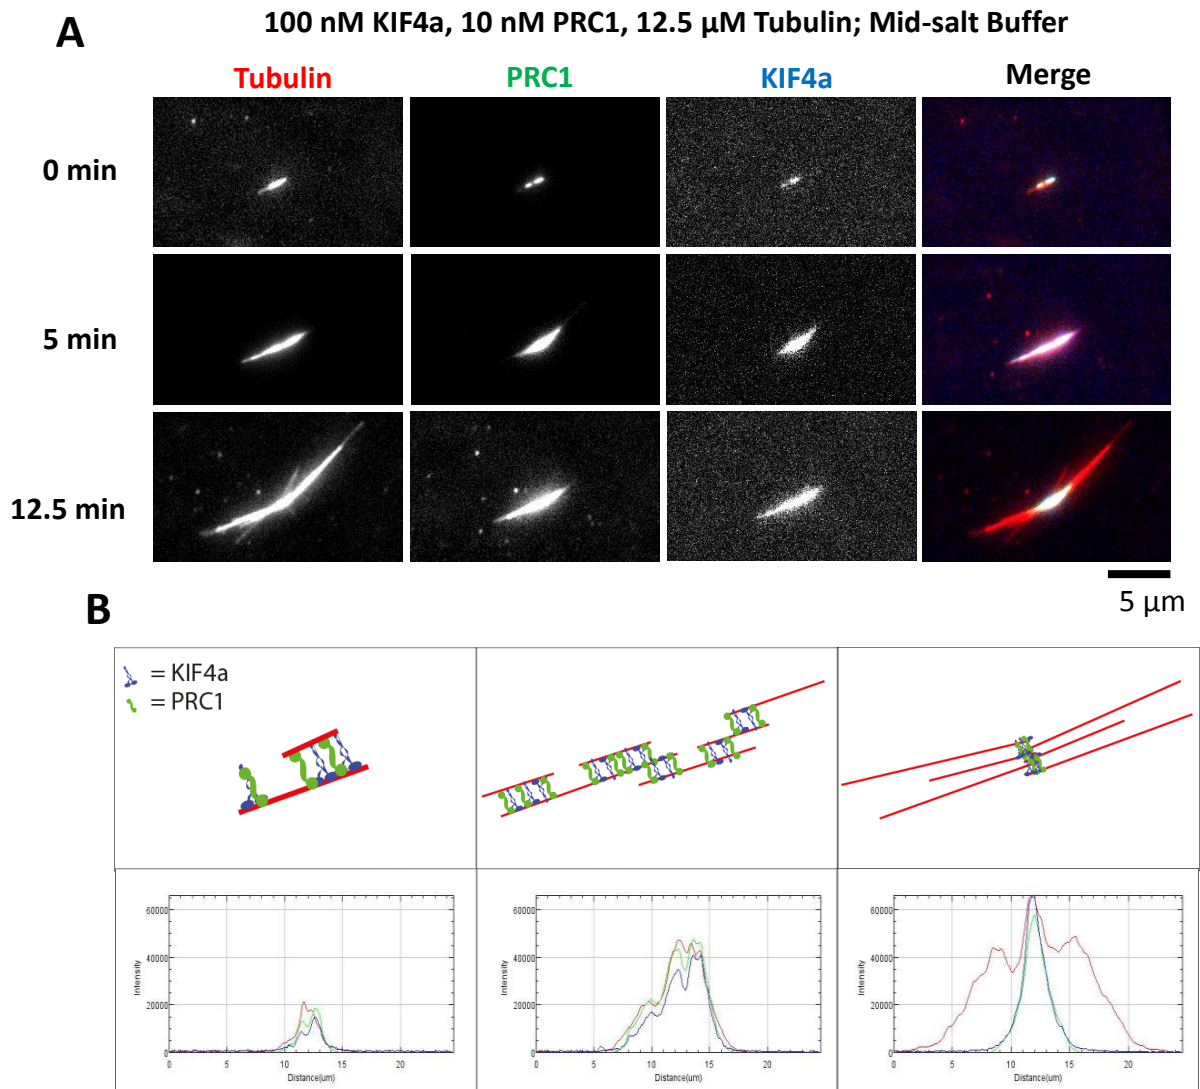 A
100 nM KIF4a, 10 nM PRC1, 12.5 µM Tubulin; Mid-salt Buffer
Tubulin PRC1 KIF4a Merge
0 min
5 min
12.5 min
5 µm
B
= KIF4a
= PRC1
60000
40000
20000
0
Intensity
0 5 10 15 20
Distance(um)
60000
40000
20000
0
Intensity
0 5 10 15 20
Distance(um)
60000
40000
20000
0
Intensity
0 5 10 15 20
Distance(um)